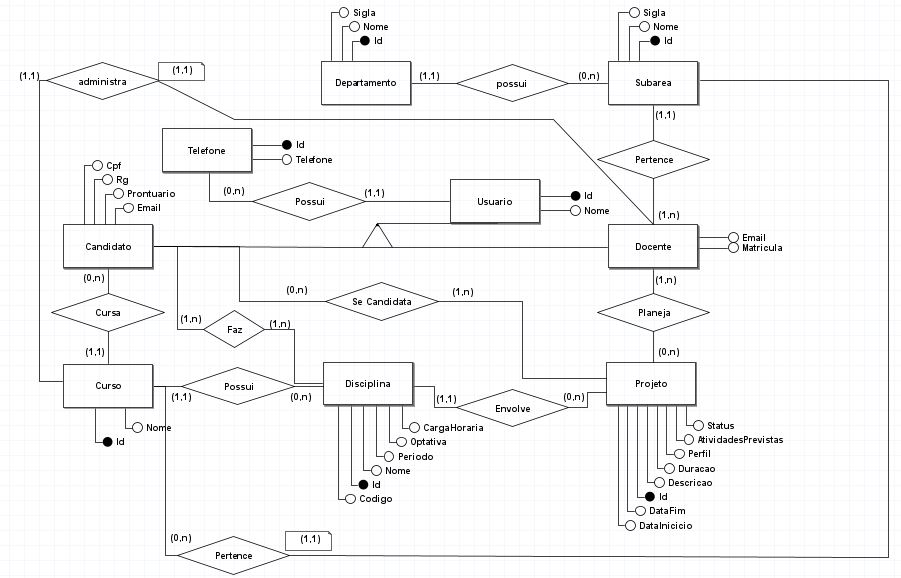 Sigla
Nome
Id
Sigla
Nome
Id
(1,1)
administra
(1,1)
Departamento
(1,1)
possui
(0,n)
Subarea
(1,1)
Telefone
Id
Telefone
Pertence
Cpf
Rg
Prontuario
Email
(0,n)
Possui
(1,1)
Usuario
Id
Nome
(1,n)
Candidato
Docente
Email
Matricula
(0,n)
(0,n)
Se Candidata
(1,n)
(1,n)
Cursa
(1,n)
Faz
(1,n)
Planeja
(1,1)
(0,n)
Curso
(1,1)
Possui
(0,n)
Disciplina
(1,1)
Envolve
(0,n)
Projeto
Nome
Id
CargaHoraria
Optativa
Periodo
Nome
Id
Codigo
Status
AtividadesPrevistas
Perfil
Duracao
Descricao
Id
DataFim
DataInicicio
(0,n)
Pertence
(1,1)